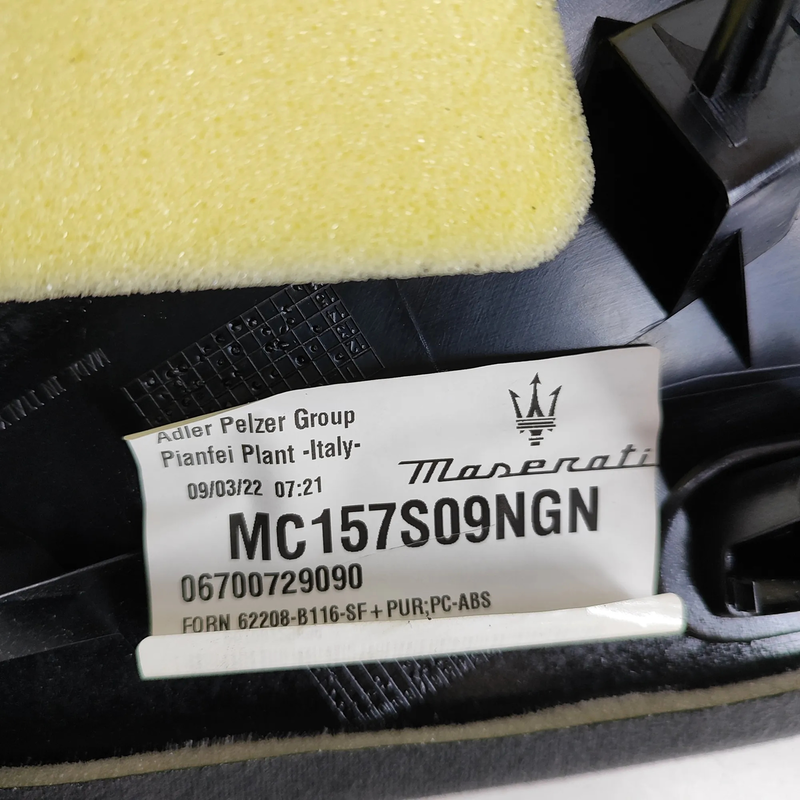 Adler Pelzer Group
Pianfei Plant -Italy-
09/03/22 07:21
Maserati
MC157S09NGN
06700729090
FORN 62208-B116-SF+PUR;PC-ABS